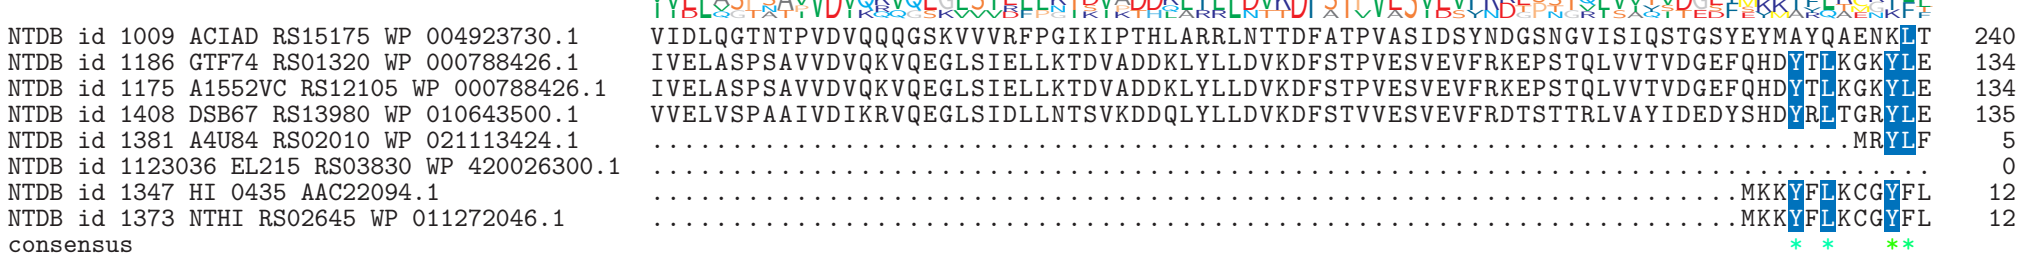 NTDB id 1009 ACIAD RS15175 WP 004923730.1 VIDLQGTNTPVDVQQQGSKVVVRFPGIKIPTHLARRLNTTDFATPVASIDSYNDGSNGVISIQSTGSYEYMAYQAENKLT 240
NTDB id 1186 GTF74 RS01320 WP 000788426.1 IVELASPSAVVDVQKVQEGLSIELLKTDVADDKLYLLDVKDFSTPVESVEVFRKEPSTQLVVTVDGEFQHDYTLKGKYLE 134
NTDB id 1175 A1552VC RS12105 WP 000788426.1 IVELASPSAVVDVQKVQEGLSIELLKTDVADDKLYLLDVKDFSTPVESVEVFRKEPSTQLVVTVDGEFQHDYTLKGKYLE 134
NTDB id 1408 DSB67 RS13980 WP 010643500.1 VVELVSPAAIVDIKRVQEGLSIDLLNTSVKDDQLYLLDVKDFSTVVESVEVFRDTSTTRLVAYIDEDYSHDYRLTGRYLE 135
NTDB id 1381 A4U84 RS02010 WP 021113424.1 ...........................................................................MRYLF 5
NTDB id 1123036 EL215 RS03830 WP 420026300.1 ................................................................................ 0
NTDB id 1347 HI 0435 AAC22094.1 ....................................................................MKKYFLKCGYFL 12
NTDB id 1373 NTHI RS02645 WP 011272046.1 ....................................................................MKKYFLKCGYFL 12
consensus * * **